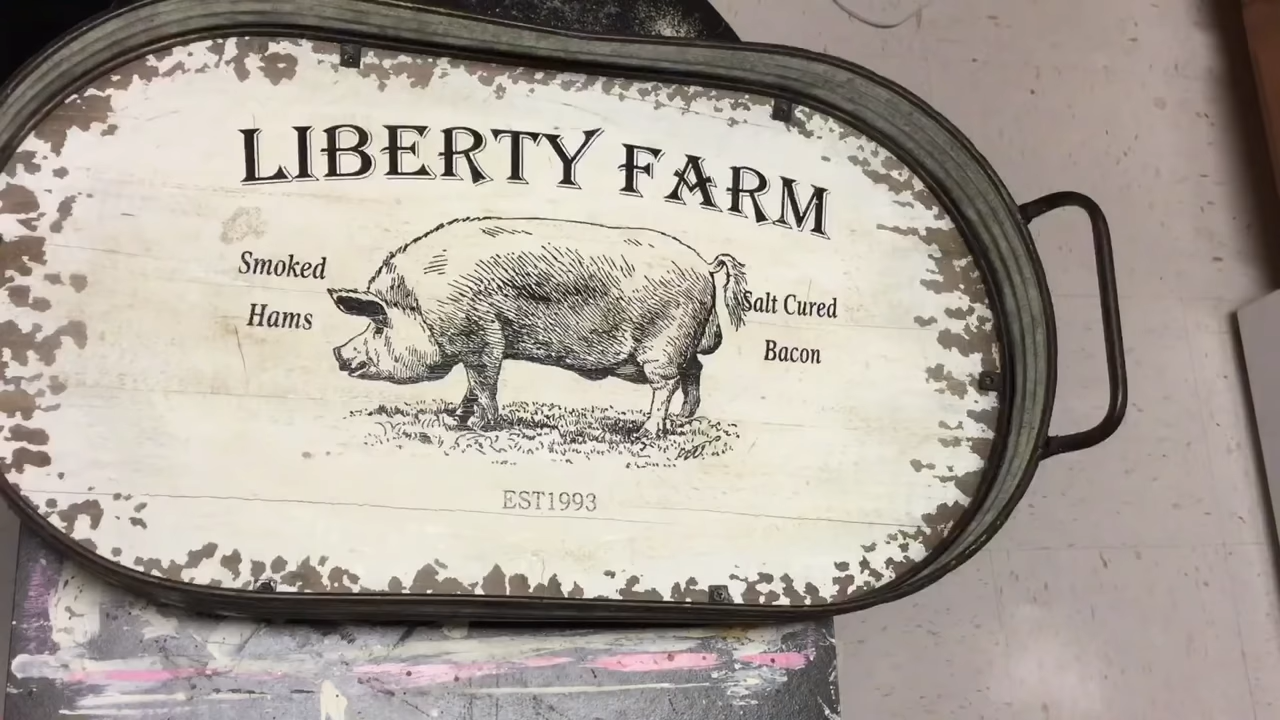 LIBERTY FARM
Smoked
Hams
Salt Cured
Bacon
EST1993